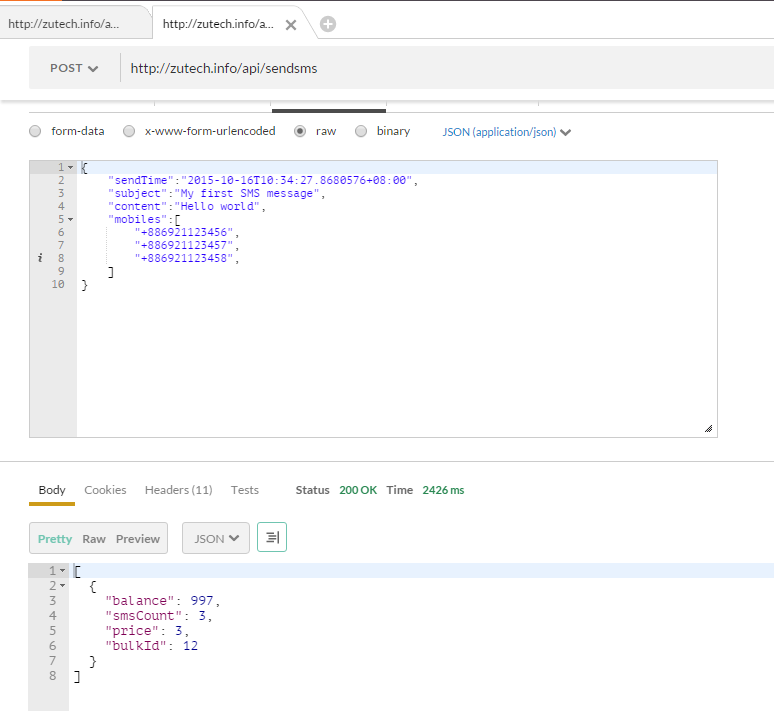 http://zutech.info/a... http://zutech.info/a...
POST http://zutech.info/api/sendsms
form-data x-www-form-urlencoded raw binary JSON (application/json)
1 {
2 "sendTime":"2015-10-16T10:34:27.8680576+08:00",
3 "subject":"My first SMS message",
4 "content":"Hello world",
5 "mobiles":[
6 "+886921123456",
7 "+886921123457",
i 8 "+886921123458",
9 ]
10 }
Body Cookies Headers (11) Tests Status 200 OK Time 2426 ms
Pretty Raw Preview JSON
1 [
2 {
3 "balance": 997,
4 "smsCount": 3,
5 "price": 3,
6 "bulkId": 12
7 }
8 ]